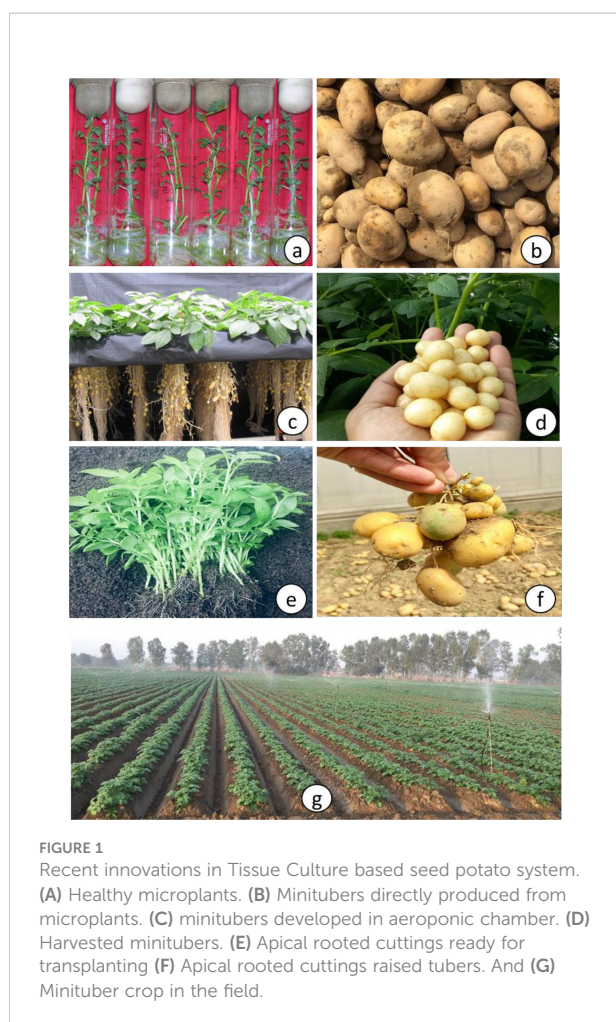 a
b
c
d
e
f
g
FIGURE 1
Recent innovations in Tissue Culture based seed potato system.
(A) Healthy microplants. (B) Minitubers directly produced from
microplants. (C) minitubers developed in aeroponic chamber. (D)
Harvested minitubers. (E) Apical rooted cuttings ready for
transplanting (F) Apical rooted cuttings raised tubers. And (G)
Minituber crop in the field.